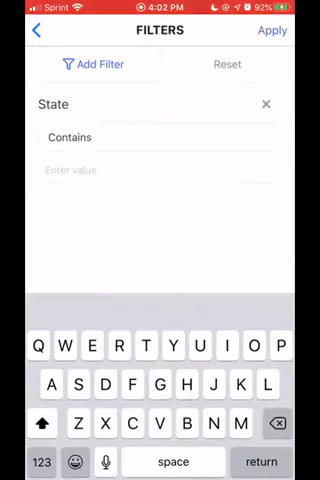 Sprint 4:02 PM 92%
FILTERS Apply
Add Filter Reset
State
Contains
Enter value
Q W E R T Y U I O P
A S D F G H J K L
Z X C V B N M
123 space return